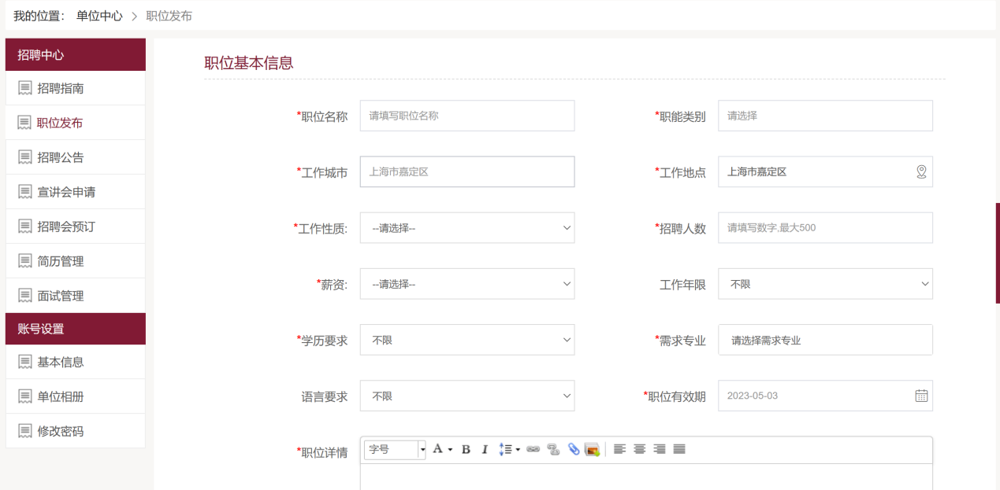 我的位置： 单位中心 > 职位发布
招聘中心
招聘指南
职位发布
招聘公告
宣讲会申请
招聘会预订
简历管理
面试管理
账号设置
基本信息
单位相册
修改密码
职位基本信息
*职位名称 请填写职位名称 *职能类别 请选择
*工作城市 上海市嘉定区 *工作地点 上海市嘉定区
*工作性质: --请选择-- *招聘人数 请填写数字,最大500
*薪资: --请选择-- 工作年限 不限
*学历要求 不限 *需求专业 请选择需求专业
语言要求 不限 *职位有效期 2023-05-03
*职位详情 字号 A B I